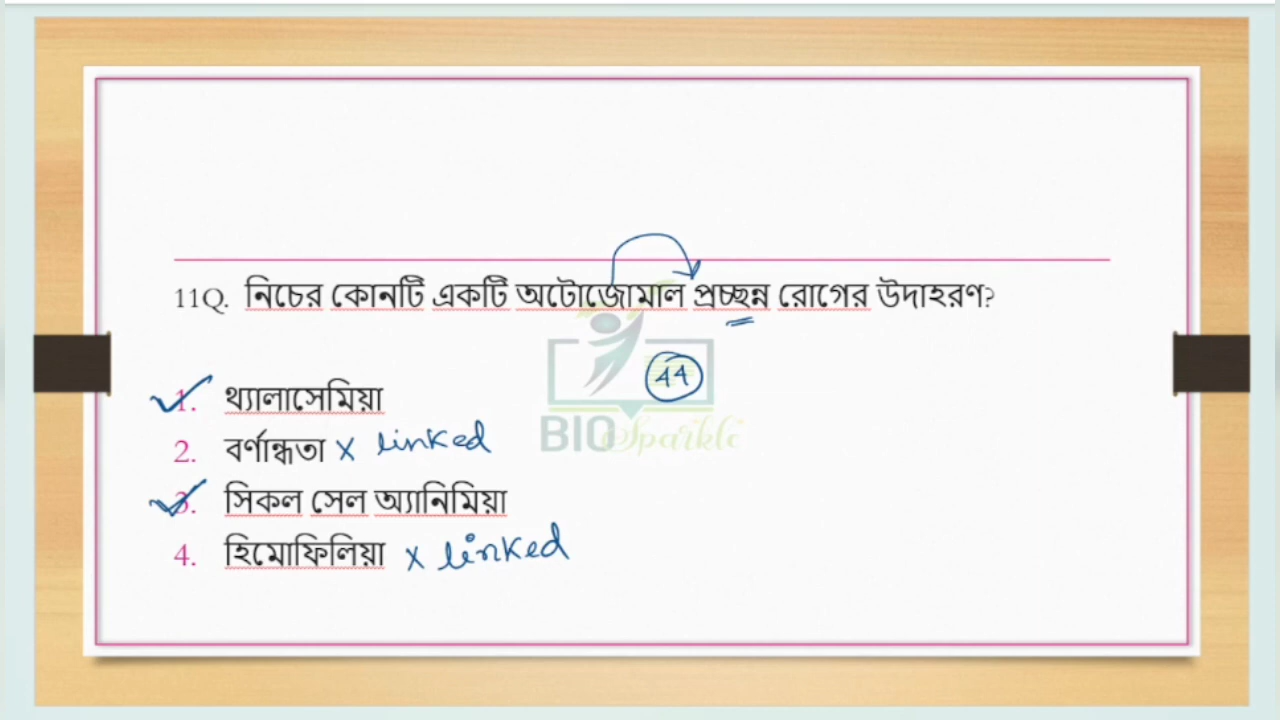 11Q. নিচের কোনটি একটি অটোজোমাল প্রচ্ছন্ন রোগের উদাহরণ?
44
1. থ্যালাসেমিয়া
BIO Sparkle
2. বর্ণান্ধতা X linked
3. সিকল সেল অ্যানিমিয়া
4. হিমোফিলিয়া X linked